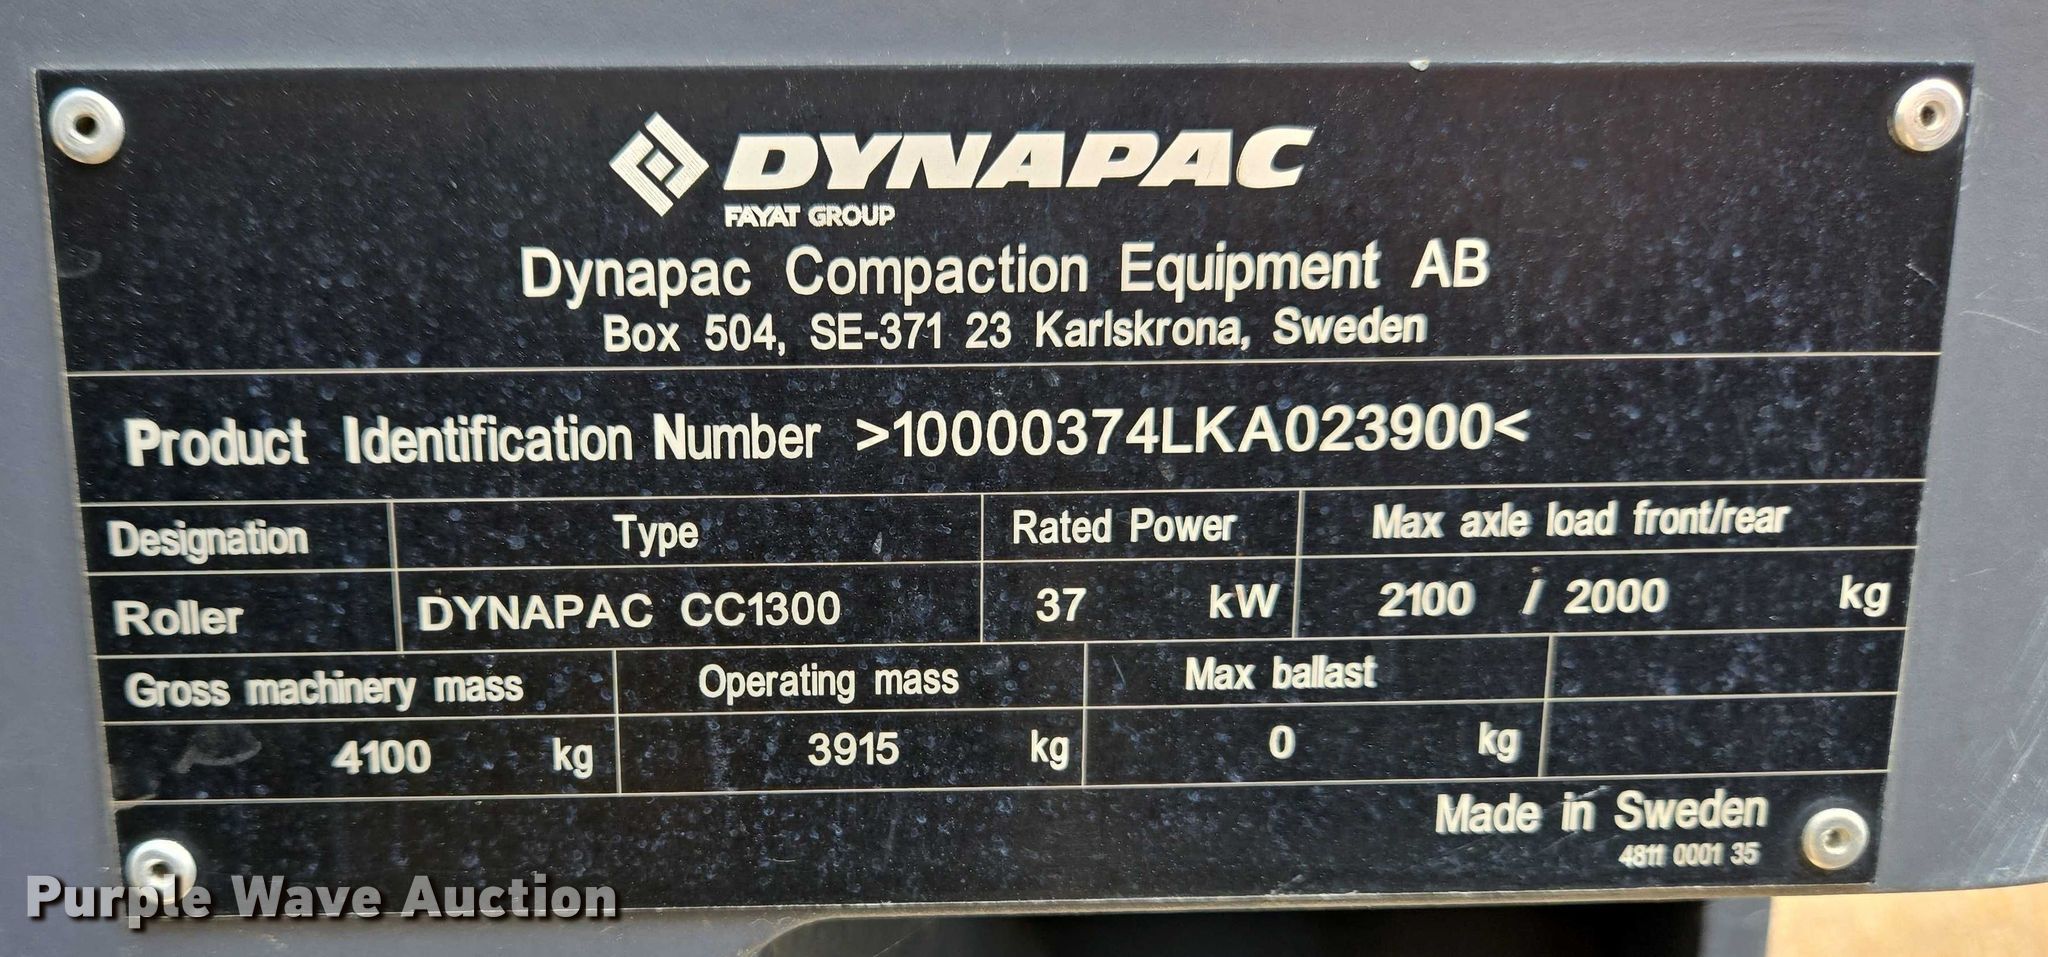 DYNAPAC
FAYAT GROUP
Dynapac Compaction Equipment AB
Box 504, SE-371 23 Karlskrona, Sweden
Product Identification Number >10000374LKA023900<
Designation Type Rated Power Max axle load front/rear
Roller DYNAPAC CC1300 37 kW 2100 / 2000 kg
Gross machinery mass Operating mass Max ballast
4100 kg 3915 kg 0 kg
Made in Sweden
4811 0001 35
Purple Wave Auction